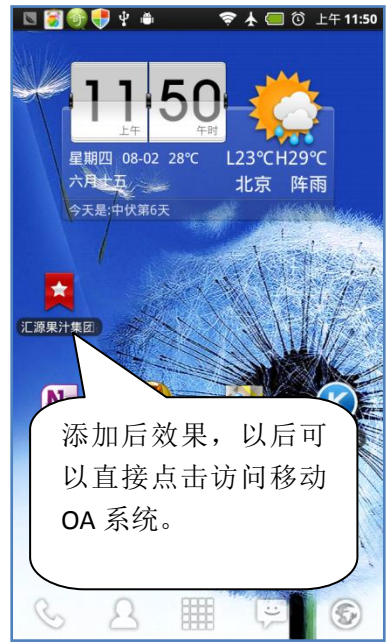 上午 11:50
11 50
上午 午时
星期四 08-02 28℃ L23℃H29℃
六月十五 北京 阵雨
今天是:中伏第6天
汇源果汁集团
N
K
添加后效果，以后可
以直接点击访问移动
OA 系统。